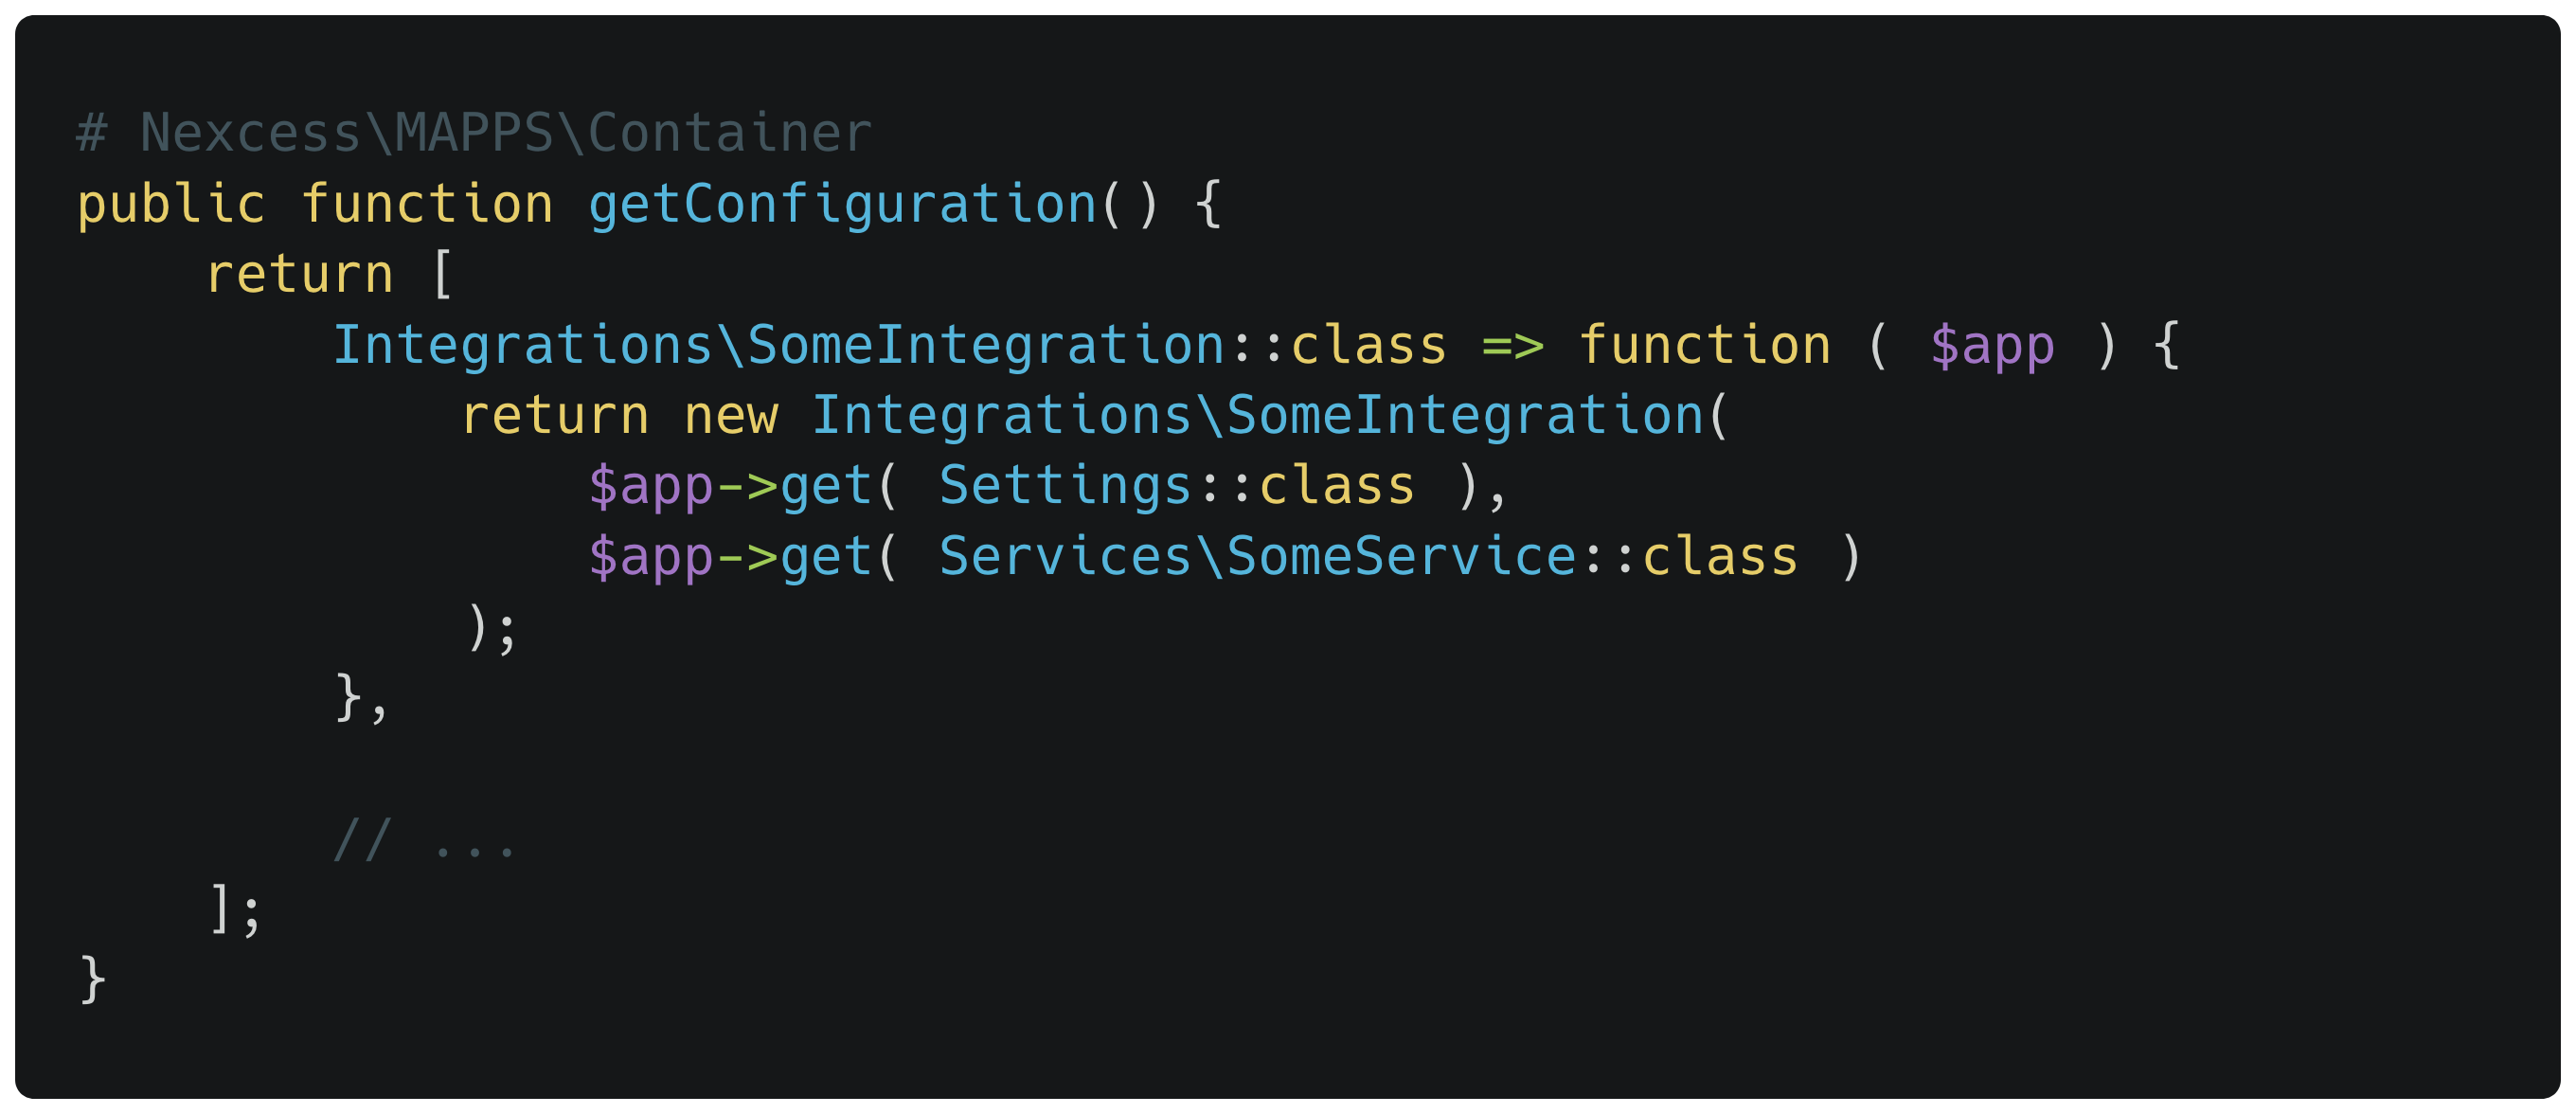 # Nexcess\MAPPS\Container
public function getConfiguration() {
    return [
        Integrations\SomeIntegration::class => function ( $app ) {
            return new Integrations\SomeIntegration(
                $app->get( Settings::class ),
                $app->get( Services\SomeService::class )
            );
        },

        // ...
    ];
}